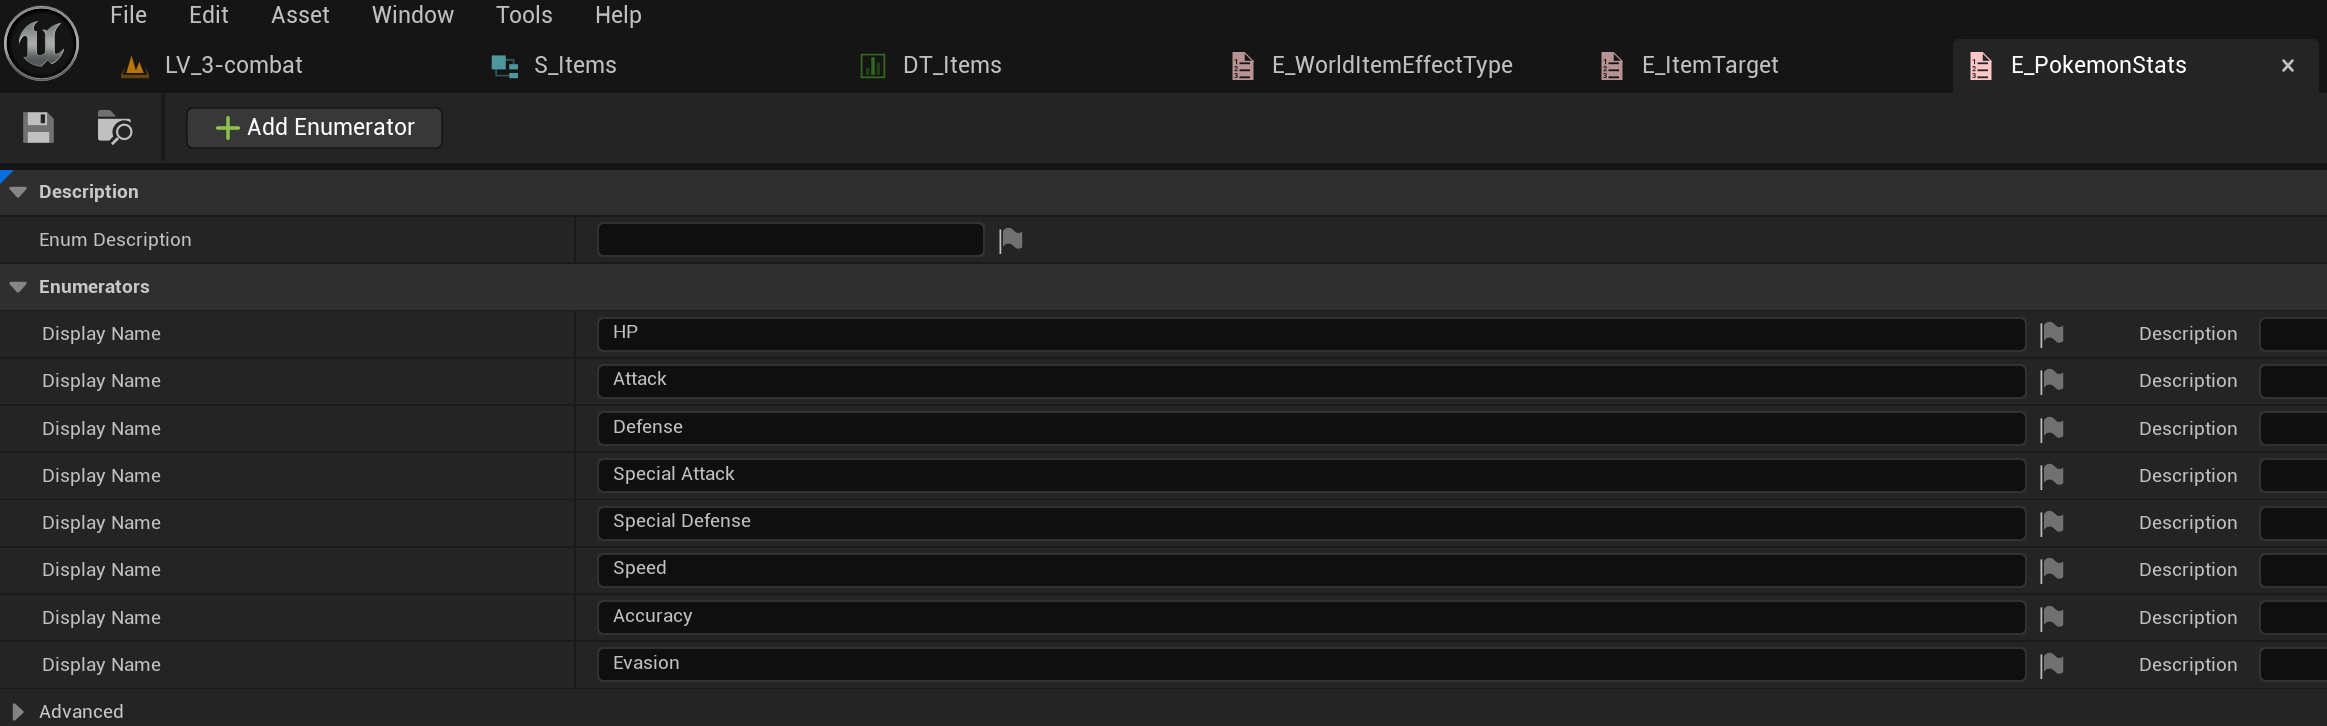 File Edit Asset Window Tools Help
LV_3-combat S_Items DT_Items E_WorldItemEffectType E_ItemTarget E_PokemonStats
Add Enumerator
Description
Enum Description
Enumerators
Display Name HP Description
Display Name Attack Description
Display Name Defense Description
Display Name Special Attack Description
Display Name Special Defense Description
Display Name Speed Description
Display Name Accuracy Description
Display Name Evasion Description
Advanced